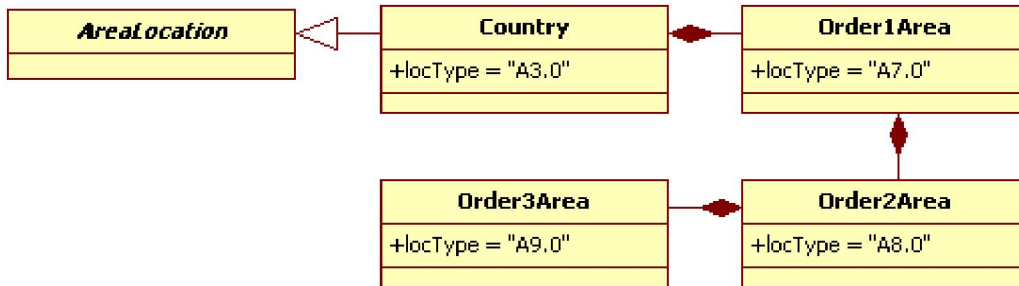 AreaLocation
Country
+locType = "A3.0"
Order1Area
+locType = "A7.0"
Order3Area
+locType = "A9.0"
Order2Area
+locType = "A8.0"